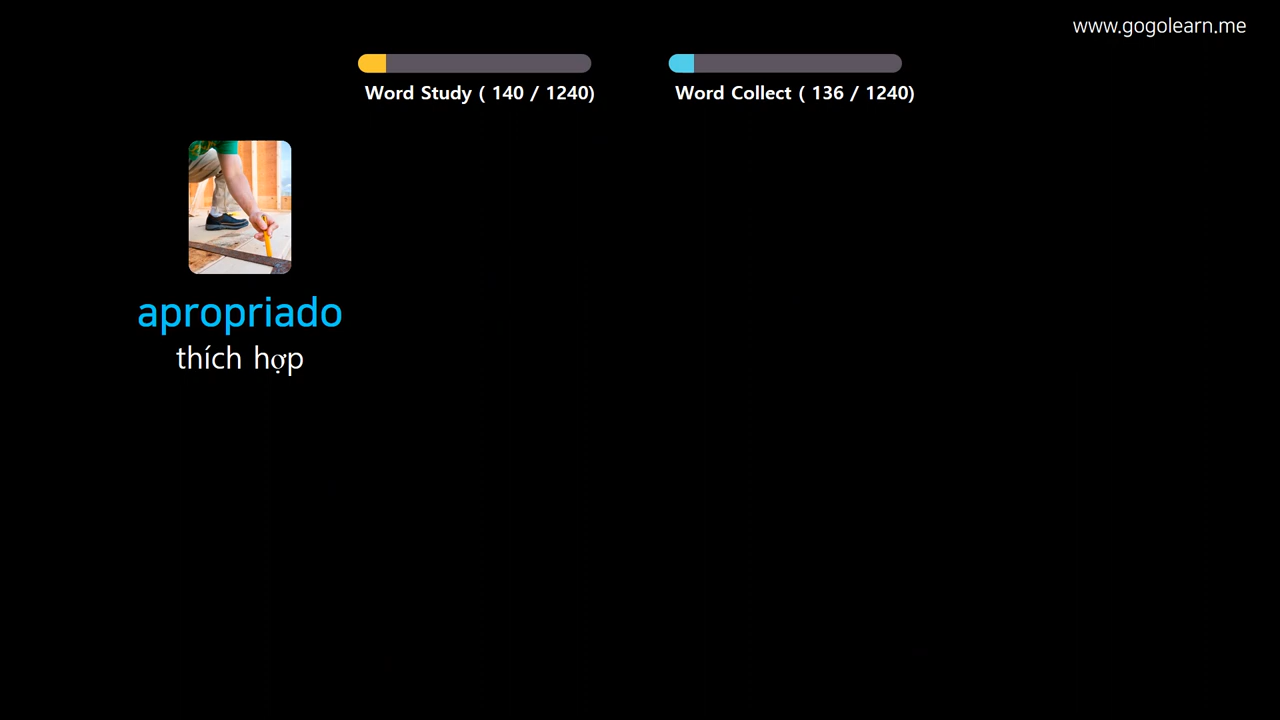 www.gogolearn.me
Word Study ( 140 / 1240)
Word Collect ( 136 / 1240)
apropriado
thích hợp